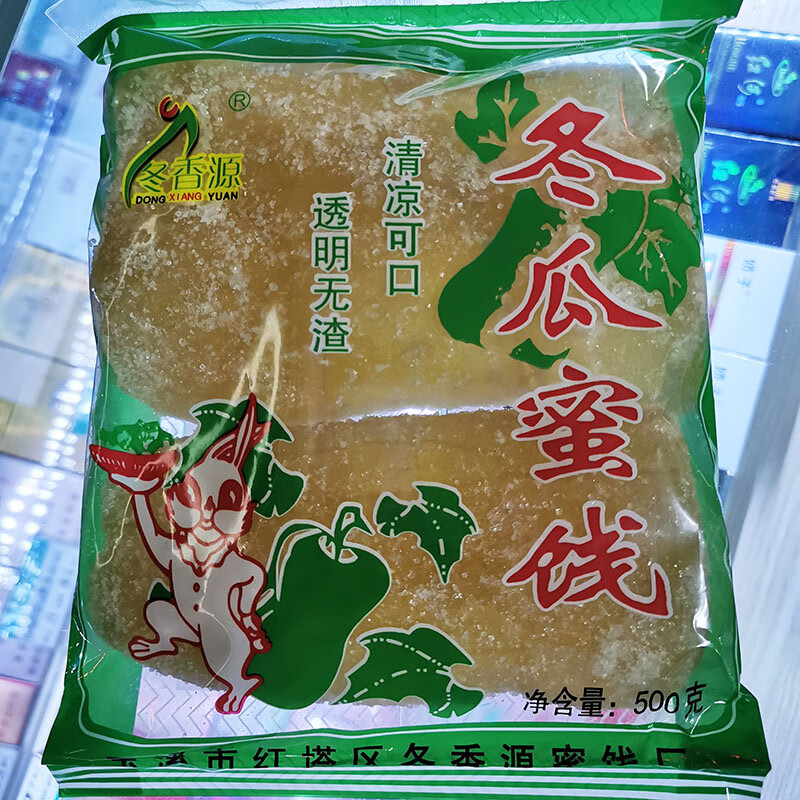 冬香源
®
DONG XIANG YUAN
清凉可口
透明无渣
冬瓜蜜饯
净含量：500克
市红塔区冬香源蜜饯厂